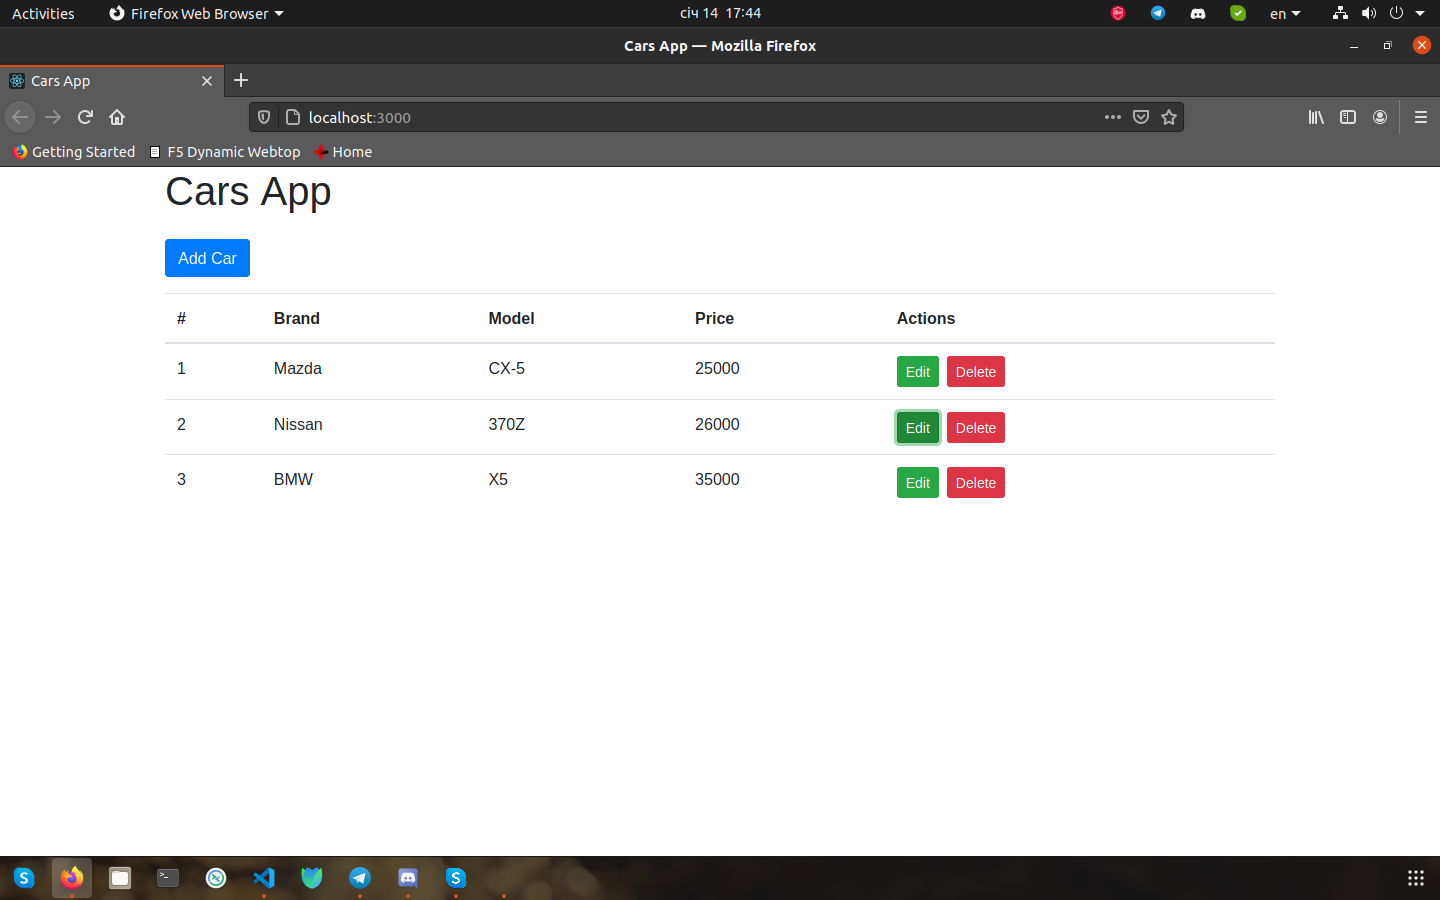 Activities Firefox Web Browser січ 14 17:44 en
Cars App — Mozilla Firefox
Cars App
localhost:3000
Getting Started F5 Dynamic Webtop Home
Cars App
Add Car
# Brand Model Price Actions
1 Mazda CX-5 25000 Edit Delete
2 Nissan 370Z 26000 Edit Delete
3 BMW X5 35000 Edit Delete